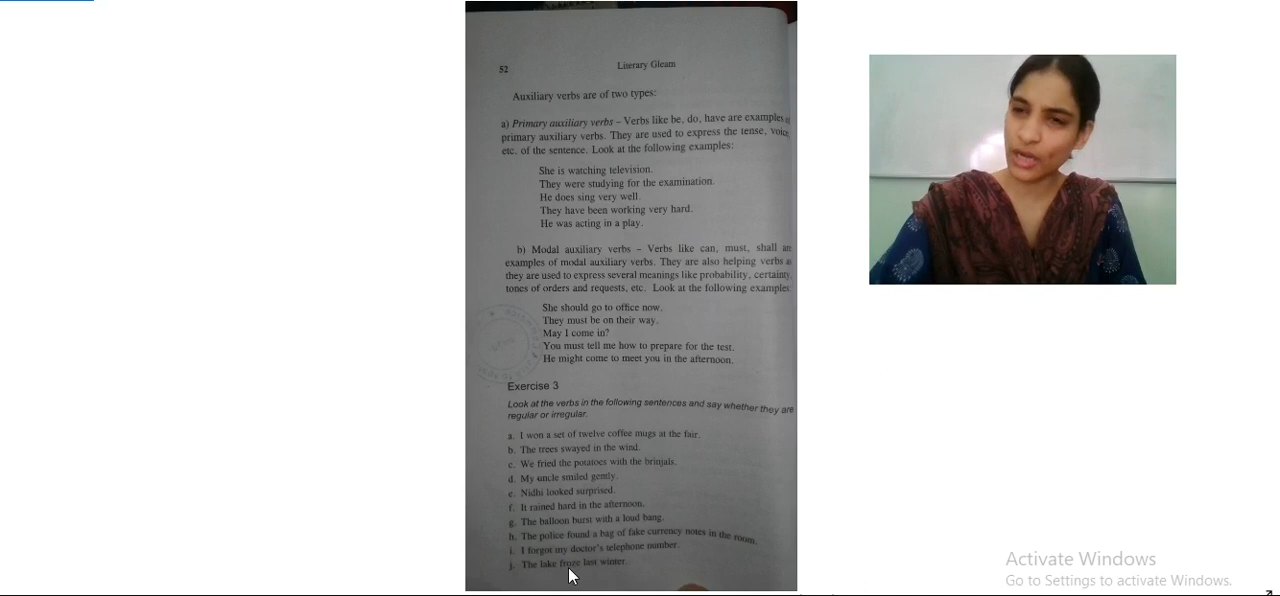 52
Literary Gleam
Auxiliary verbs are of two types:
a) Primary auxiliary verbs – Verbs like be, do, have are examples
primary auxiliary verbs. They are used to express the tense, voice
etc. of the sentence. Look at the following examples:
She is watching television.
They were studying for the examination.
He does sing very well.
They have been working very hard.
He was acting in a play.
b) Modal auxiliary verbs – Verbs like can, must, shall are
examples of modal auxiliary verbs. They are also helping verbs as
they are used to express several meanings like probability, certainty,
tones of orders and requests, etc. Look at the following examples:
She should go to office now.
They must be on their way.
May I come in?
You must tell me how to prepare for the test.
He might come to meet you in the afternoon.
Exercise 3
Look at the verbs in the following sentences and say whether they are
regular or irregular.
a. I won a set of twelve coffee mugs at the fair.
b. The trees swayed in the wind.
c. We fried the potatoes with the brinjals.
d. My uncle smiled gently.
e. Nidhi looked surprised.
f. It rained hard in the afternoon.
g. The balloon burst with a loud bang.
h. The police found a bag of fake currency notes in the room.
i. I forgot my doctor's telephone number.
j. The lake froze last winter.
Activate Windows
Go to Settings to activate Windows.